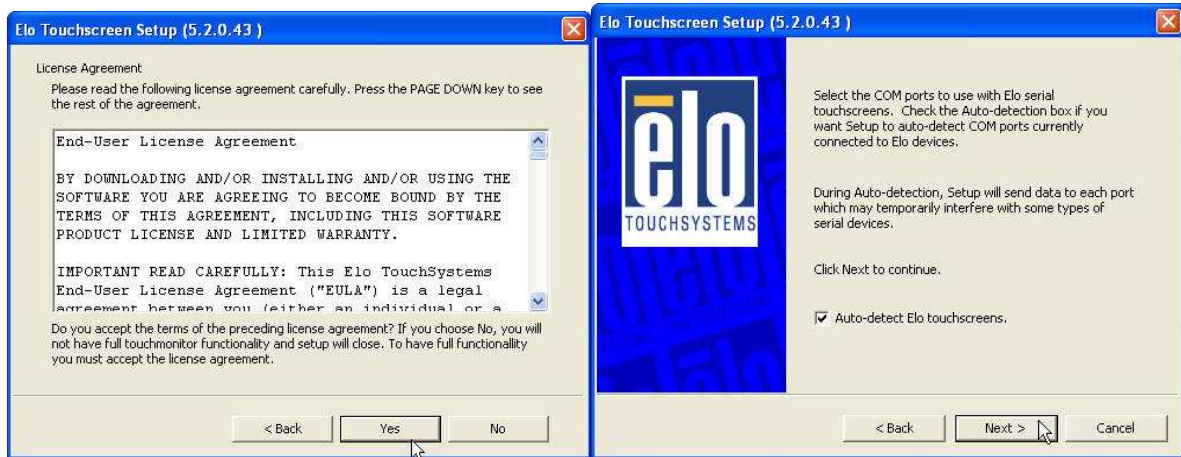 Elo Touchscreen Setup (5.2.0.43 )
License Agreement
Please read the following license agreement carefully. Press the PAGE DOWN key to see
the rest of the agreement.
End-User License Agreement
BY DOWNLOADING AND/OR INSTALLING AND/OR USING THE
SOFTWARE YOU ARE AGREEING TO BECOME BOUND BY THE
TERMS OF THIS AGREEMENT, INCLUDING THIS SOFTWARE
PRODUCT LICENSE AND LIMITED WARRANTY.
IMPORTANT READ CAREFULLY: This Elo TouchSystems
End-User License Agreement ("EULA") is a legal
agreement between you (either an individual or a
Do you accept the terms of the preceding license agreement? If you choose No, you will
not have full touchmonitor functionality and setup will close. To have full functionallity
you must accept the license agreement.
< Back
Yes
No
Elo Touchscreen Setup (5.2.0.43 )
ēlo
TOUCHSYSTEMS
Select the COM ports to use with Elo serial
touchscreens. Check the Auto-detection box if you
want Setup to auto-detect COM ports currently
connected to Elo devices.
During Auto-detection, Setup will send data to each port
which may temporarily interfere with some types of
serial devices.
Click Next to continue.
Auto-detect Elo touchscreens.
< Back
Next >
Cancel